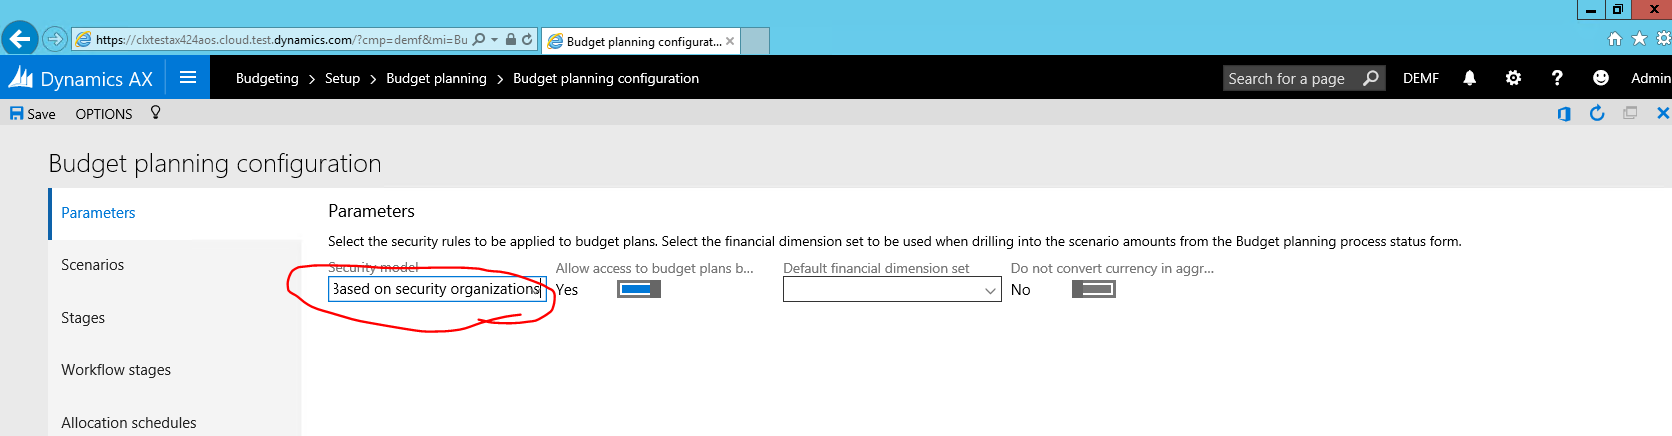 https://clxtestax424aos.cloud.test.dynamics.com/?cmp=demf&mi=Bu
Budget planning configurat...
Dynamics AX
Budgeting > Setup > Budget planning > Budget planning configuration
Search for a page
DEMF
?
Admin
Save
OPTIONS
Budget planning configuration
Parameters
Scenarios
Stages
Workflow stages
Allocation schedules
Parameters
Select the security rules to be applied to budget plans. Select the financial dimension set to be used when drilling into the scenario amounts from the Budget planning process status form.
Security model
Based on security organizations
Allow access to budget plans b...
Yes
Default financial dimension set
Do not convert currency in aggr...
No